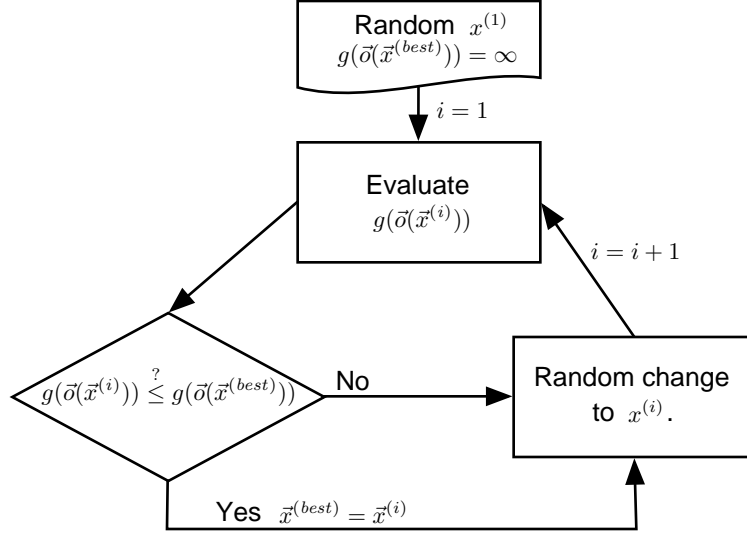 Random $x^{(1)}$
$g(\vec{o}(\vec{x}^{(best)})) = \infty$
$i = 1$
Evaluate
$g(\vec{o}(\vec{x}^{(i)}))$
$i = i + 1$
$g(\vec{o}(\vec{x}^{(i)})) \overset{?}{\leq} g(\vec{o}(\vec{x}^{(best)}))$
No
Random change
to $x^{(i)}$.
Yes $\vec{x}^{(best)} = \vec{x}^{(i)}$